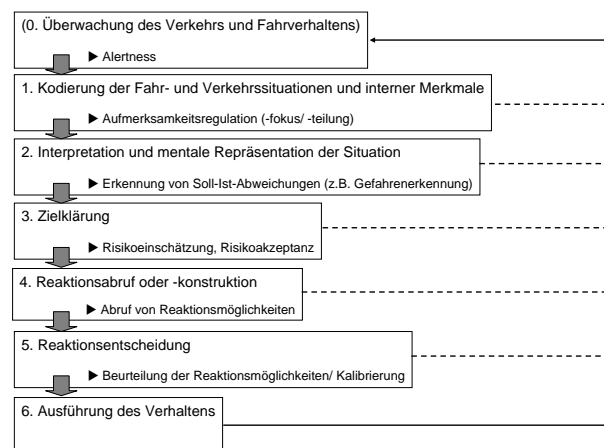 (0. Überwachung des Verkehrs und Fahrverhaltens)
▶ Alertness
1. Kodierung der Fahr- und Verkehrssituationen und interner Merkmale
▶ Aufmerksamkeitsregulation (-fokus/ -teilung)
2. Interpretation und mentale Repräsentation der Situation
▶ Erkennung von Soll-Ist-Abweichungen (z.B. Gefahrenerkennung)
3. Zielklärung
▶ Risikoeinschätzung, Risikoakzeptanz
4. Reaktionsabruf oder -konstruktion
▶ Abruf von Reaktionsmöglichkeiten
5. Reaktionsentscheidung
▶ Beurteilung der Reaktionsmöglichkeiten/ Kalibrierung
6. Ausführung des Verhaltens